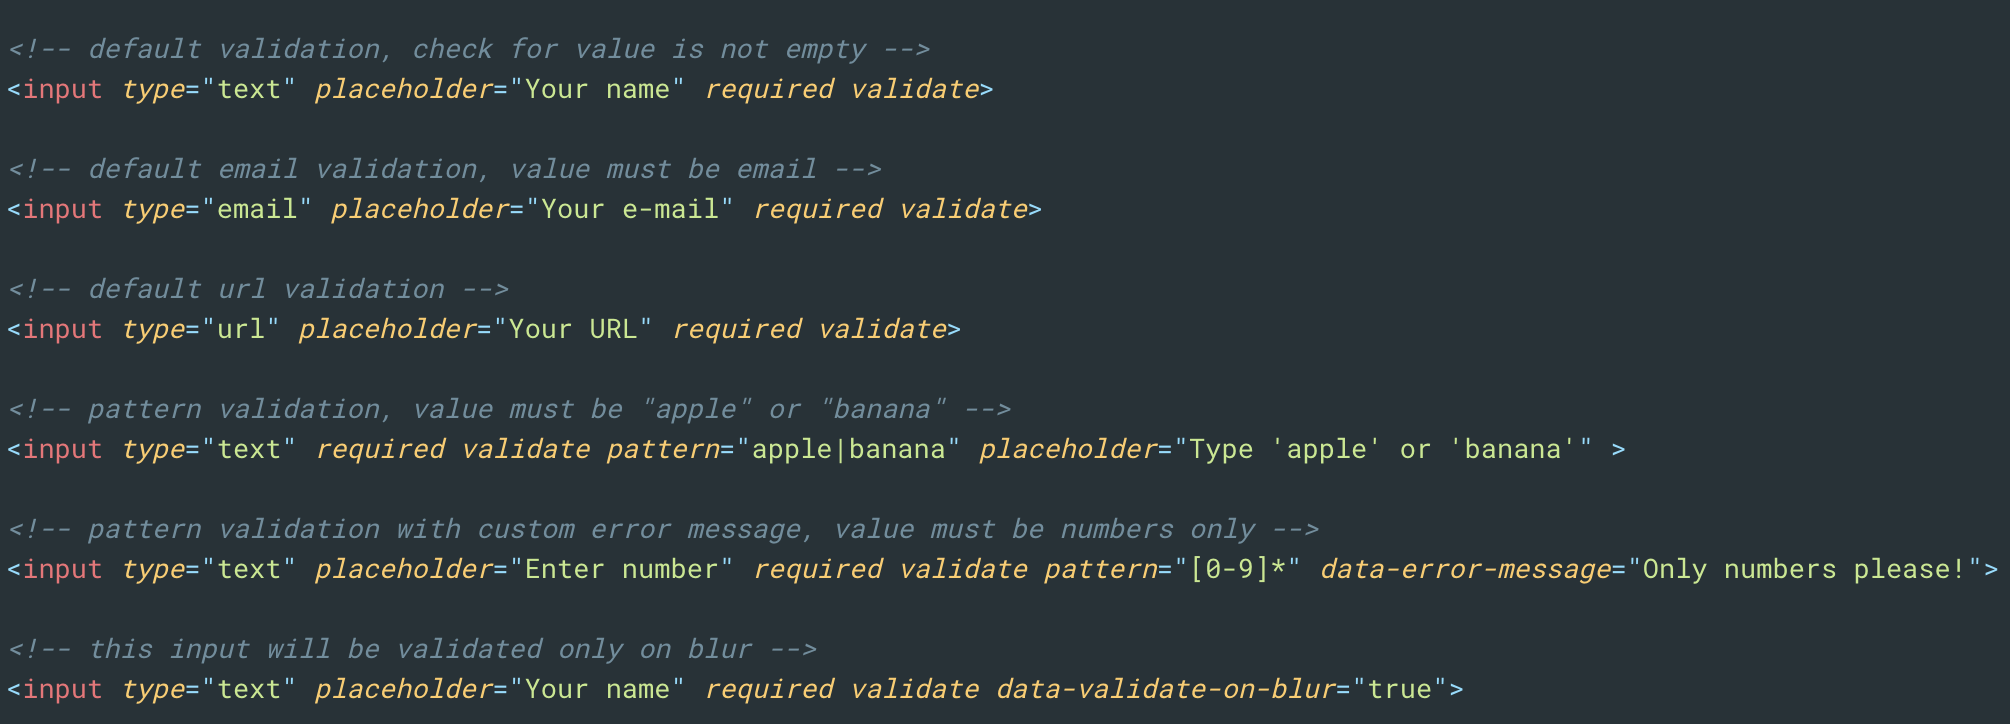 <!-- default validation, check for value is not empty -->
<input type="text" placeholder="Your name" required validate>
<!-- default email validation, value must be email -->
<input type="email" placeholder="Your e-mail" required validate>
<!-- default url validation -->
<input type="url" placeholder="Your URL" required validate>
<!-- pattern validation, value must be "apple" or "banana" -->
<input type="text" required validate pattern="apple|banana" placeholder="Type 'apple' or 'banana'" >
<!-- pattern validation with custom error message, value must be numbers only -->
<input type="text" placeholder="Enter number" required validate pattern="[0-9]*" data-error-message="Only numbers please!">
<!-- this input will be validated only on blur -->
<input type="text" placeholder="Your name" required validate data-validate-on-blur="true">